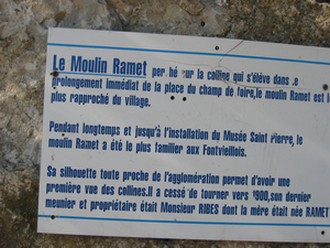 Le Moulin Ramet per hé sur la colline qui s'élève dans e
prolongement immédiat de la place du champ de foire,le moulin Ramet est l
plus rapproché du village.
Pendant longtemps et jusqu'à l'installation du Musée Saint Pierre, le
moulin Ramet a été le plus familier aux Fontvieillois.
Sa silhouette toute proche de l'agglomération permet d'avoir une
première vue des collines.Il a cessé de tourner vers 1900,son dernier
meunier et propriétaire était Monsieur RIBES dont la mère était née RAMET